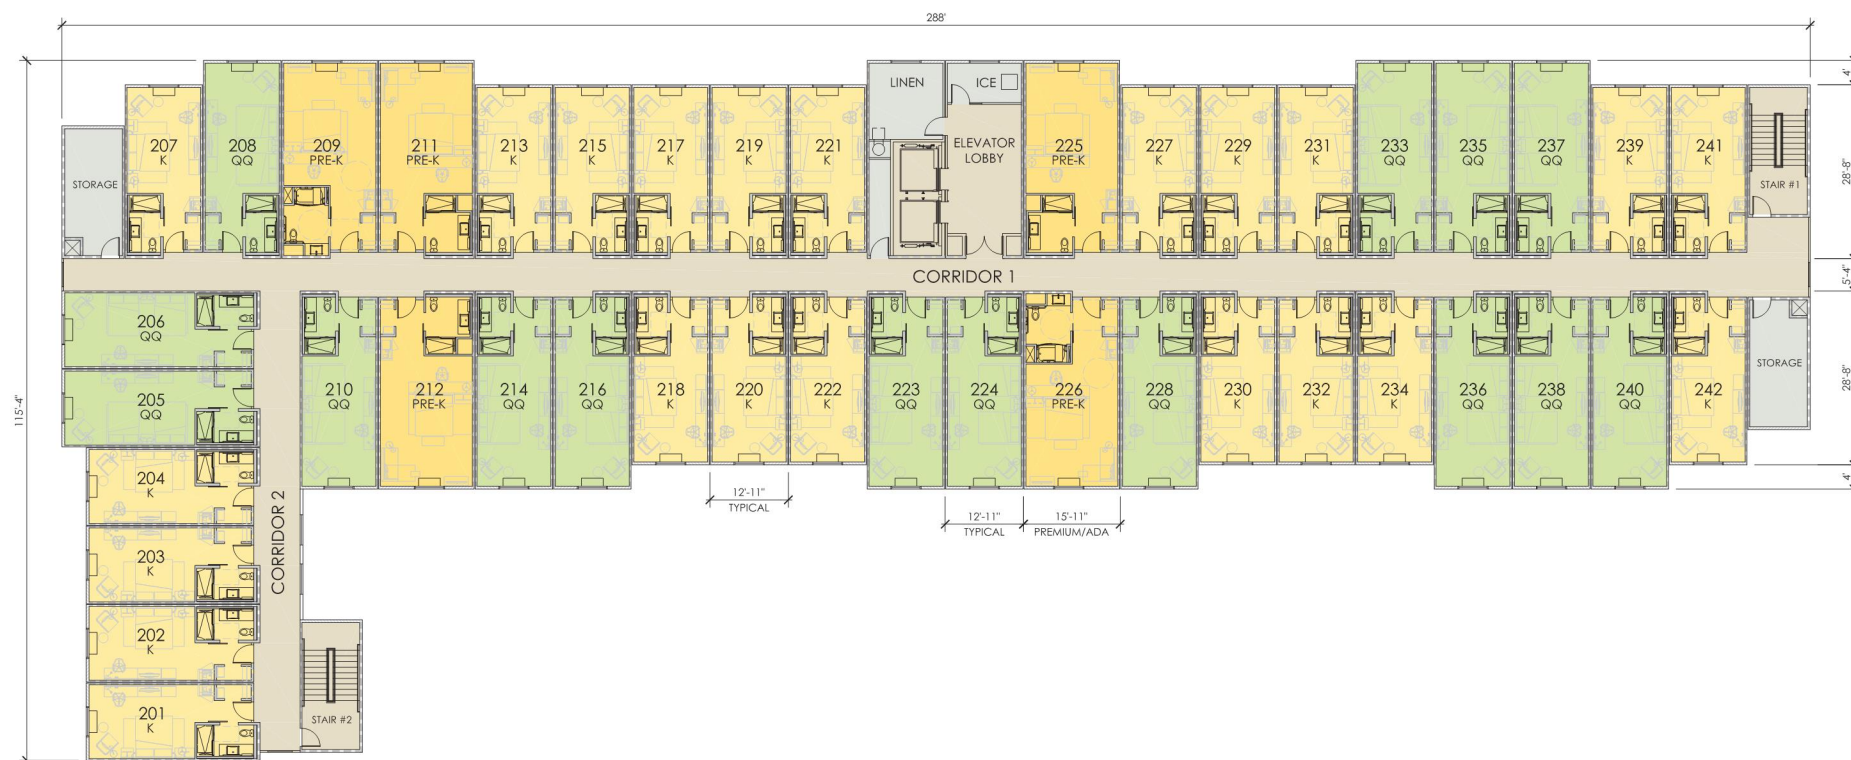 288'
4'
28'-8"
5'-4"
28'-8"
4'
115'-4"
STORAGE
207
K
208
QQ
209
PRE-K
211
PRE-K
213
K
215
K
217
K
219
K
221
K
LINEN
ICE
ELEVATOR
LOBBY
225
PRE-K
227
K
229
K
231
K
233
QQ
235
QQ
237
QQ
239
K
241
K
STAIR #1
CORRIDOR 1
206
QQ
205
QQ
204
K
203
K
202
K
201
K
CORRIDOR 2
STAIR #2
210
QQ
212
PRE-K
214
QQ
216
QQ
218
K
220
K
222
K
223
QQ
224
QQ
226
PRE-K
228
QQ
230
K
232
K
234
K
236
QQ
238
QQ
240
QQ
242
K
STORAGE
12'-11"
TYPICAL
12'-11"
TYPICAL
15'-11"
PREMIUM/ADA